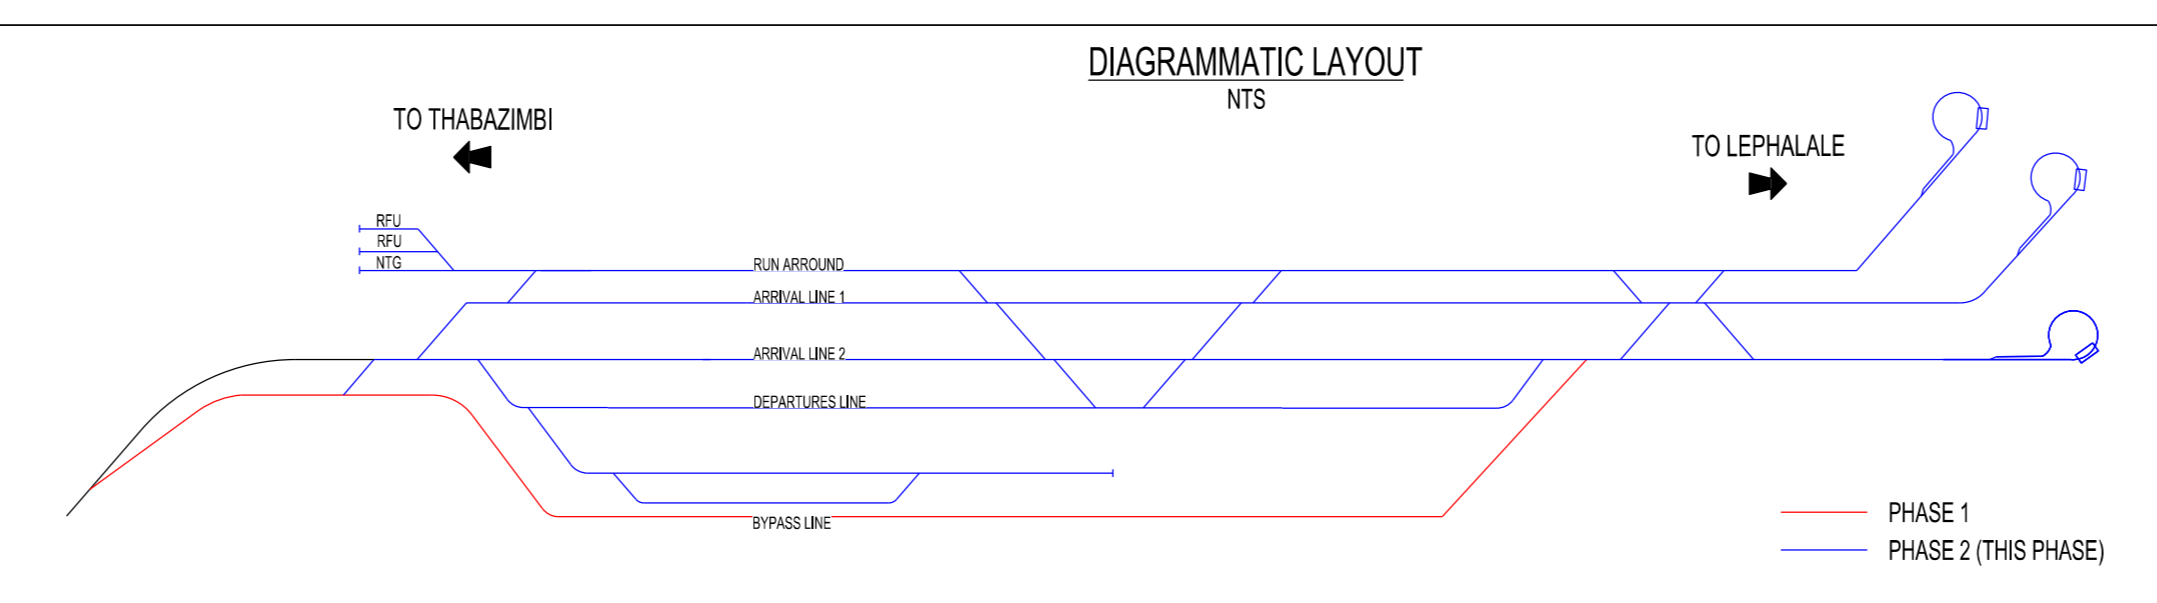 DIAGRAMMATIC LAYOUT
NTS
TO THABAZIMBI
TO LEPHALALE
RFU
RFU
NTG
RUN ARROUND
ARRIVAL LINE 1
ARRIVAL LINE 2
DEPARTURES LINE
BYPASS LINE
PHASE 1
PHASE 2 (THIS PHASE)